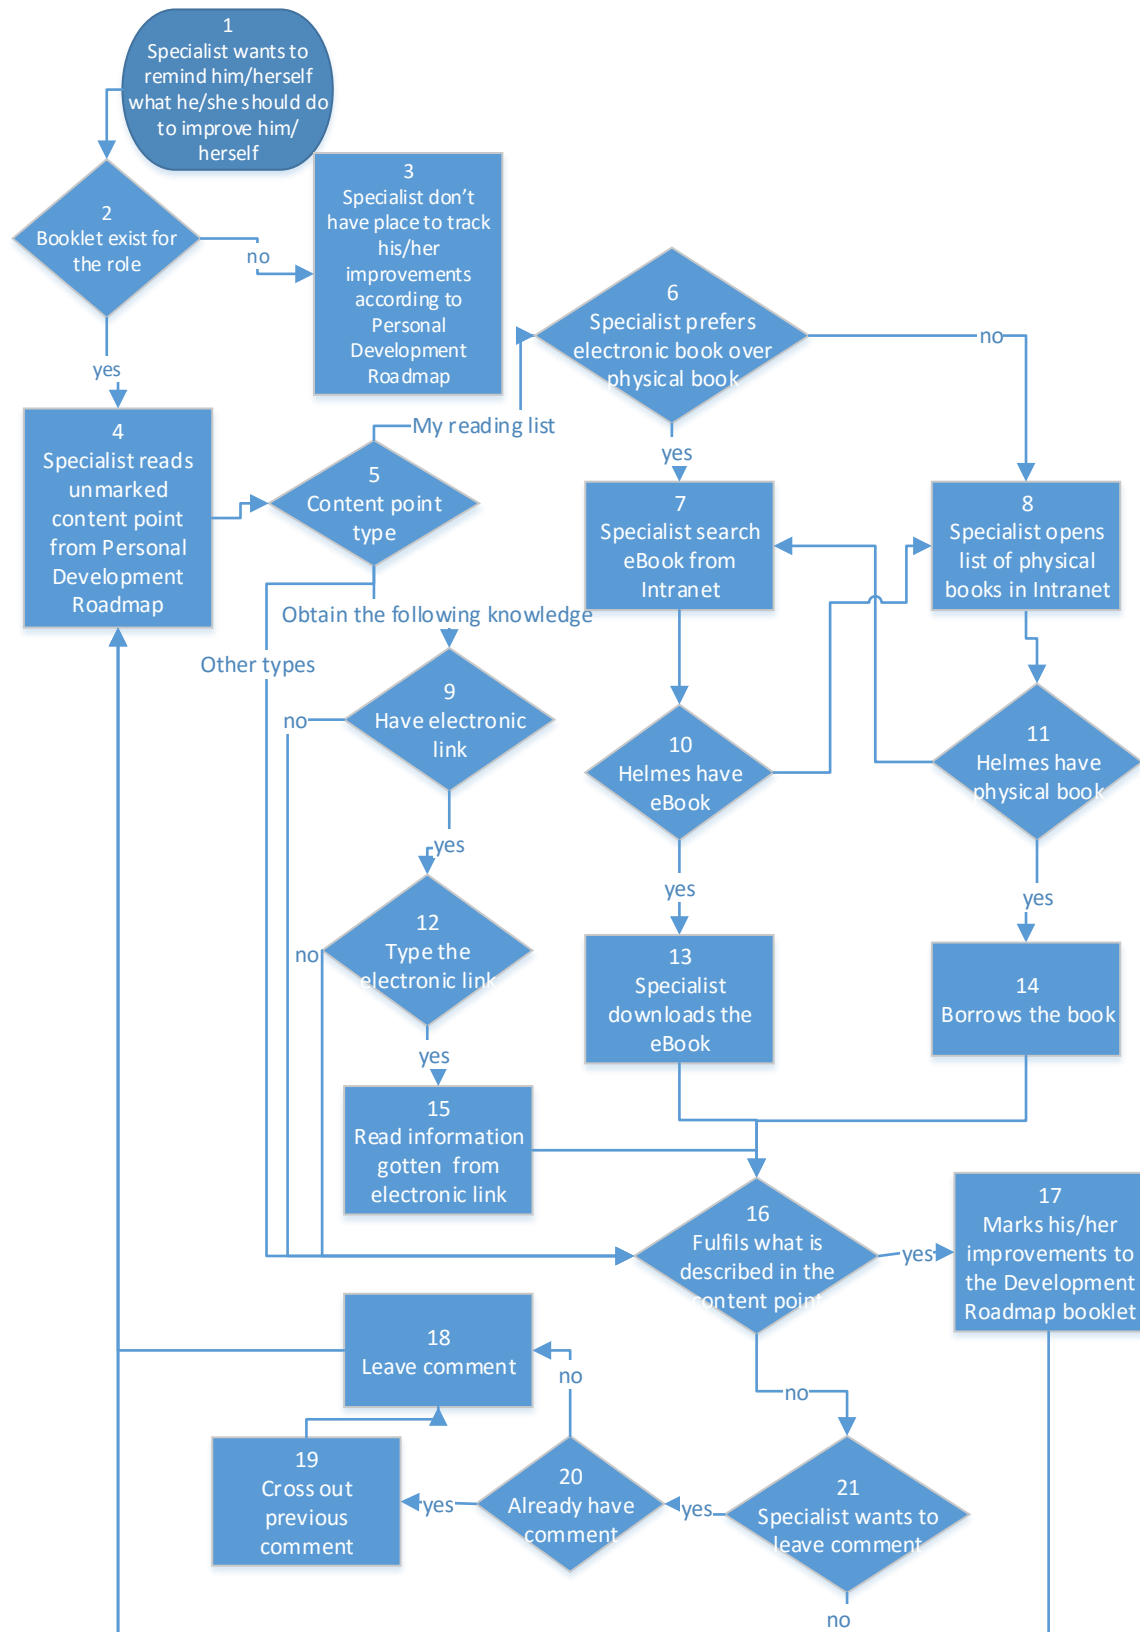 1
Specialist wants to
remind him/herself
what he/she should do
to improve him/
herself
2
Booklet exist for
the role
no
3
Specialist don't
have place to track
his/her
improvements
according to
Personal
Development
Roadmap
yes
4
Specialist reads
unmarked
content point
from Personal
Development
Roadmap
5
Content point
type
My reading list
6
Specialist prefers
electronic book over
physical book
no
yes
7
Specialist search
eBook from
Intranet
8
Specialist opens
list of physical
books in Intranet
Obtain the following knowledge
Other types
9
Have electronic
link
no
yes
10
Helmes have
eBook
yes
11
Helmes have
physical book
yes
12
Type the
electronic link
no
yes
13
Specialist
downloads the
eBook
14
Borrows the book
15
Read information
gotten from
electronic link
16
Fulfils what is
described in the
content point
yes
17
Marks his/her
improvements to
the Development
Roadmap booklet
no
18
Leave comment
no
19
Cross out
previous
comment
yes
20
Already have
comment
yes
21
Specialist wants to
leave comment
no